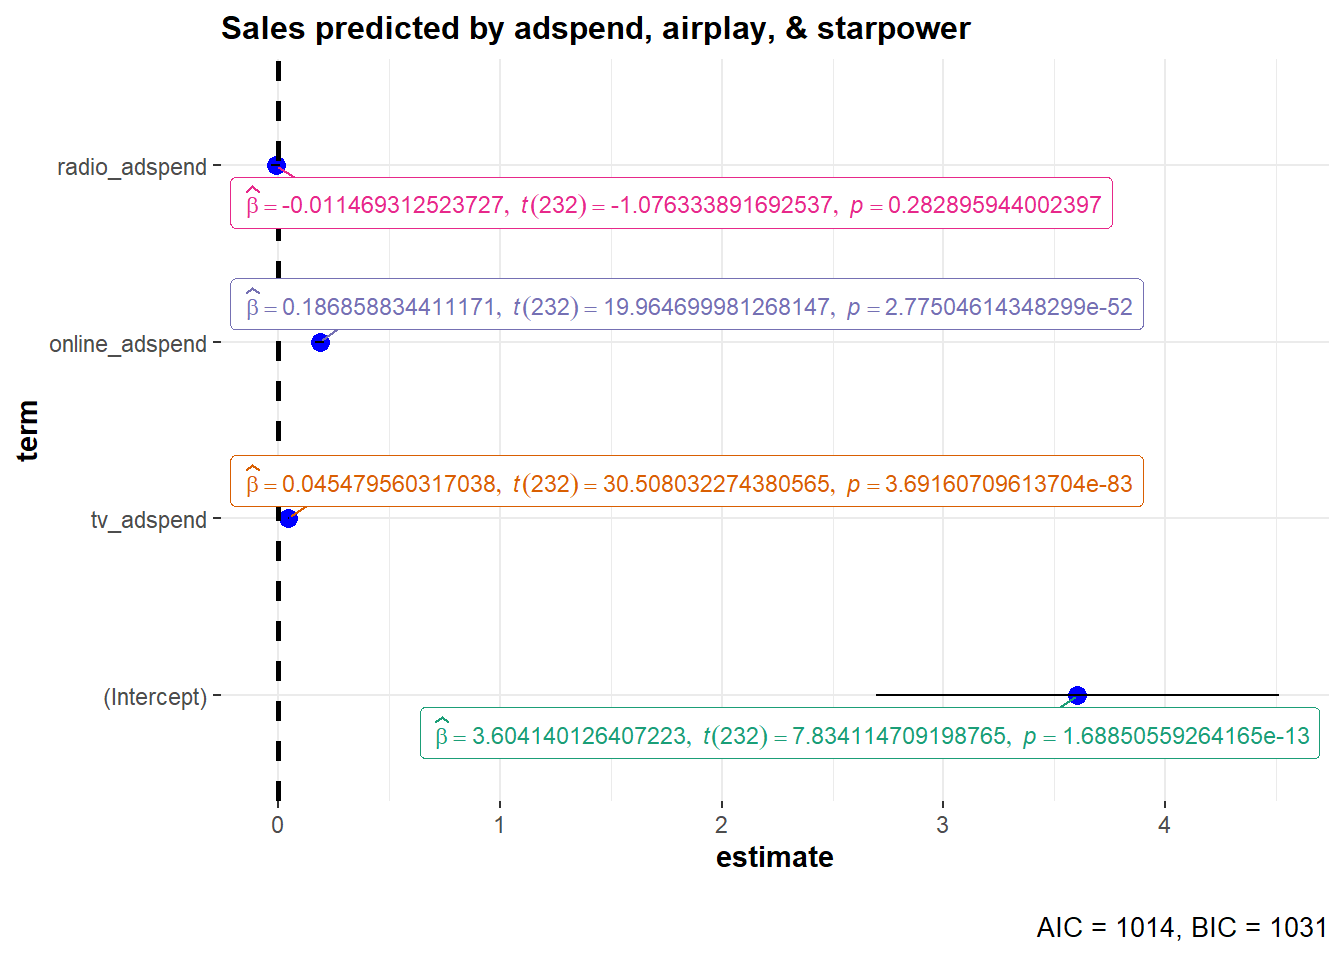 Sales predicted by adspend, airplay, & starpower
term
radio_adspend
β̂ = -0.011469312523727, t(232) = -1.076333891692537, p = 0.282895944002397
β̂ = 0.186858834411171, t(232) = 19.964699981268147, p = 2.77504614348299e-52
online_adspend
β̂ = 0.045479560317038, t(232) = 30.508032274380565, p = 3.69160709613704e-83
tv_adspend
(Intercept)
β̂ = 3.604140126407223, t(232) = 7.834114709198765, p = 1.68850559264165e-13
0 1 2 3 4
estimate
AIC = 1014, BIC = 1031